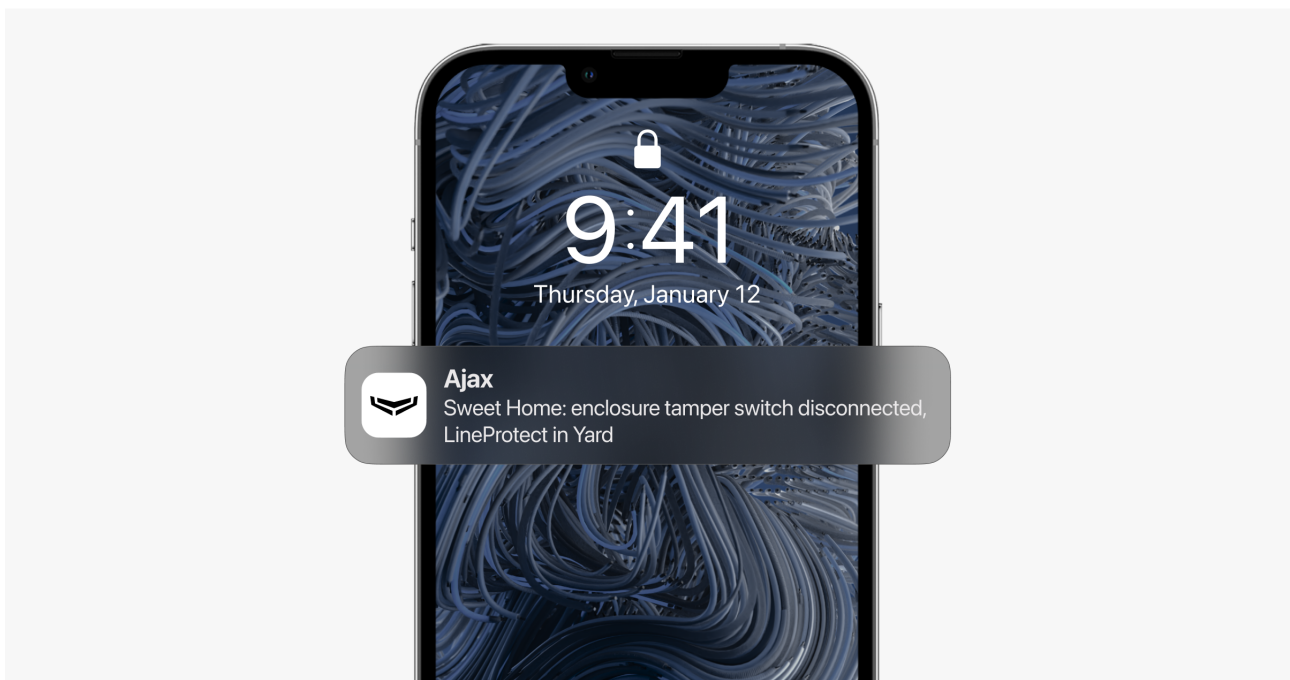 9:41
Thursday, January 12
Ajax
Sweet Home: enclosure tamper switch disconnected,
LineProtect in Yard